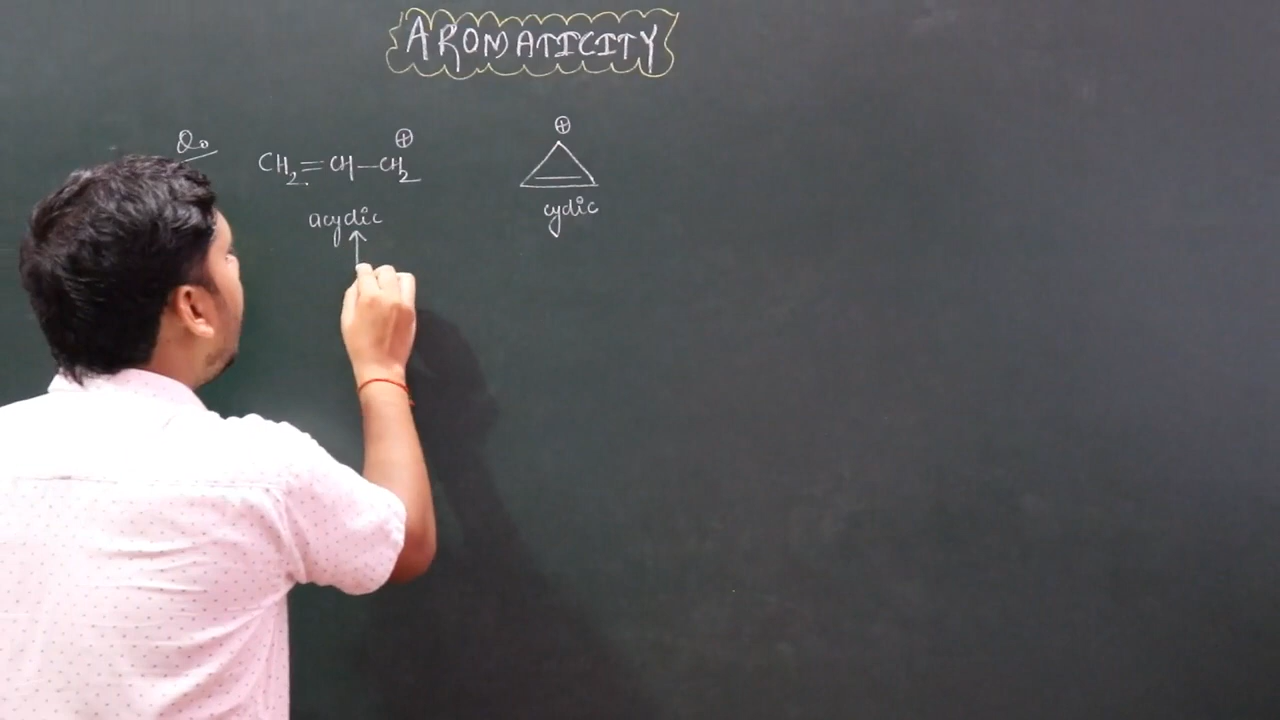 AROMATICITY
Q.
CH₂=CH—CH₂ ⊕
⊕
acyclic
cyclic